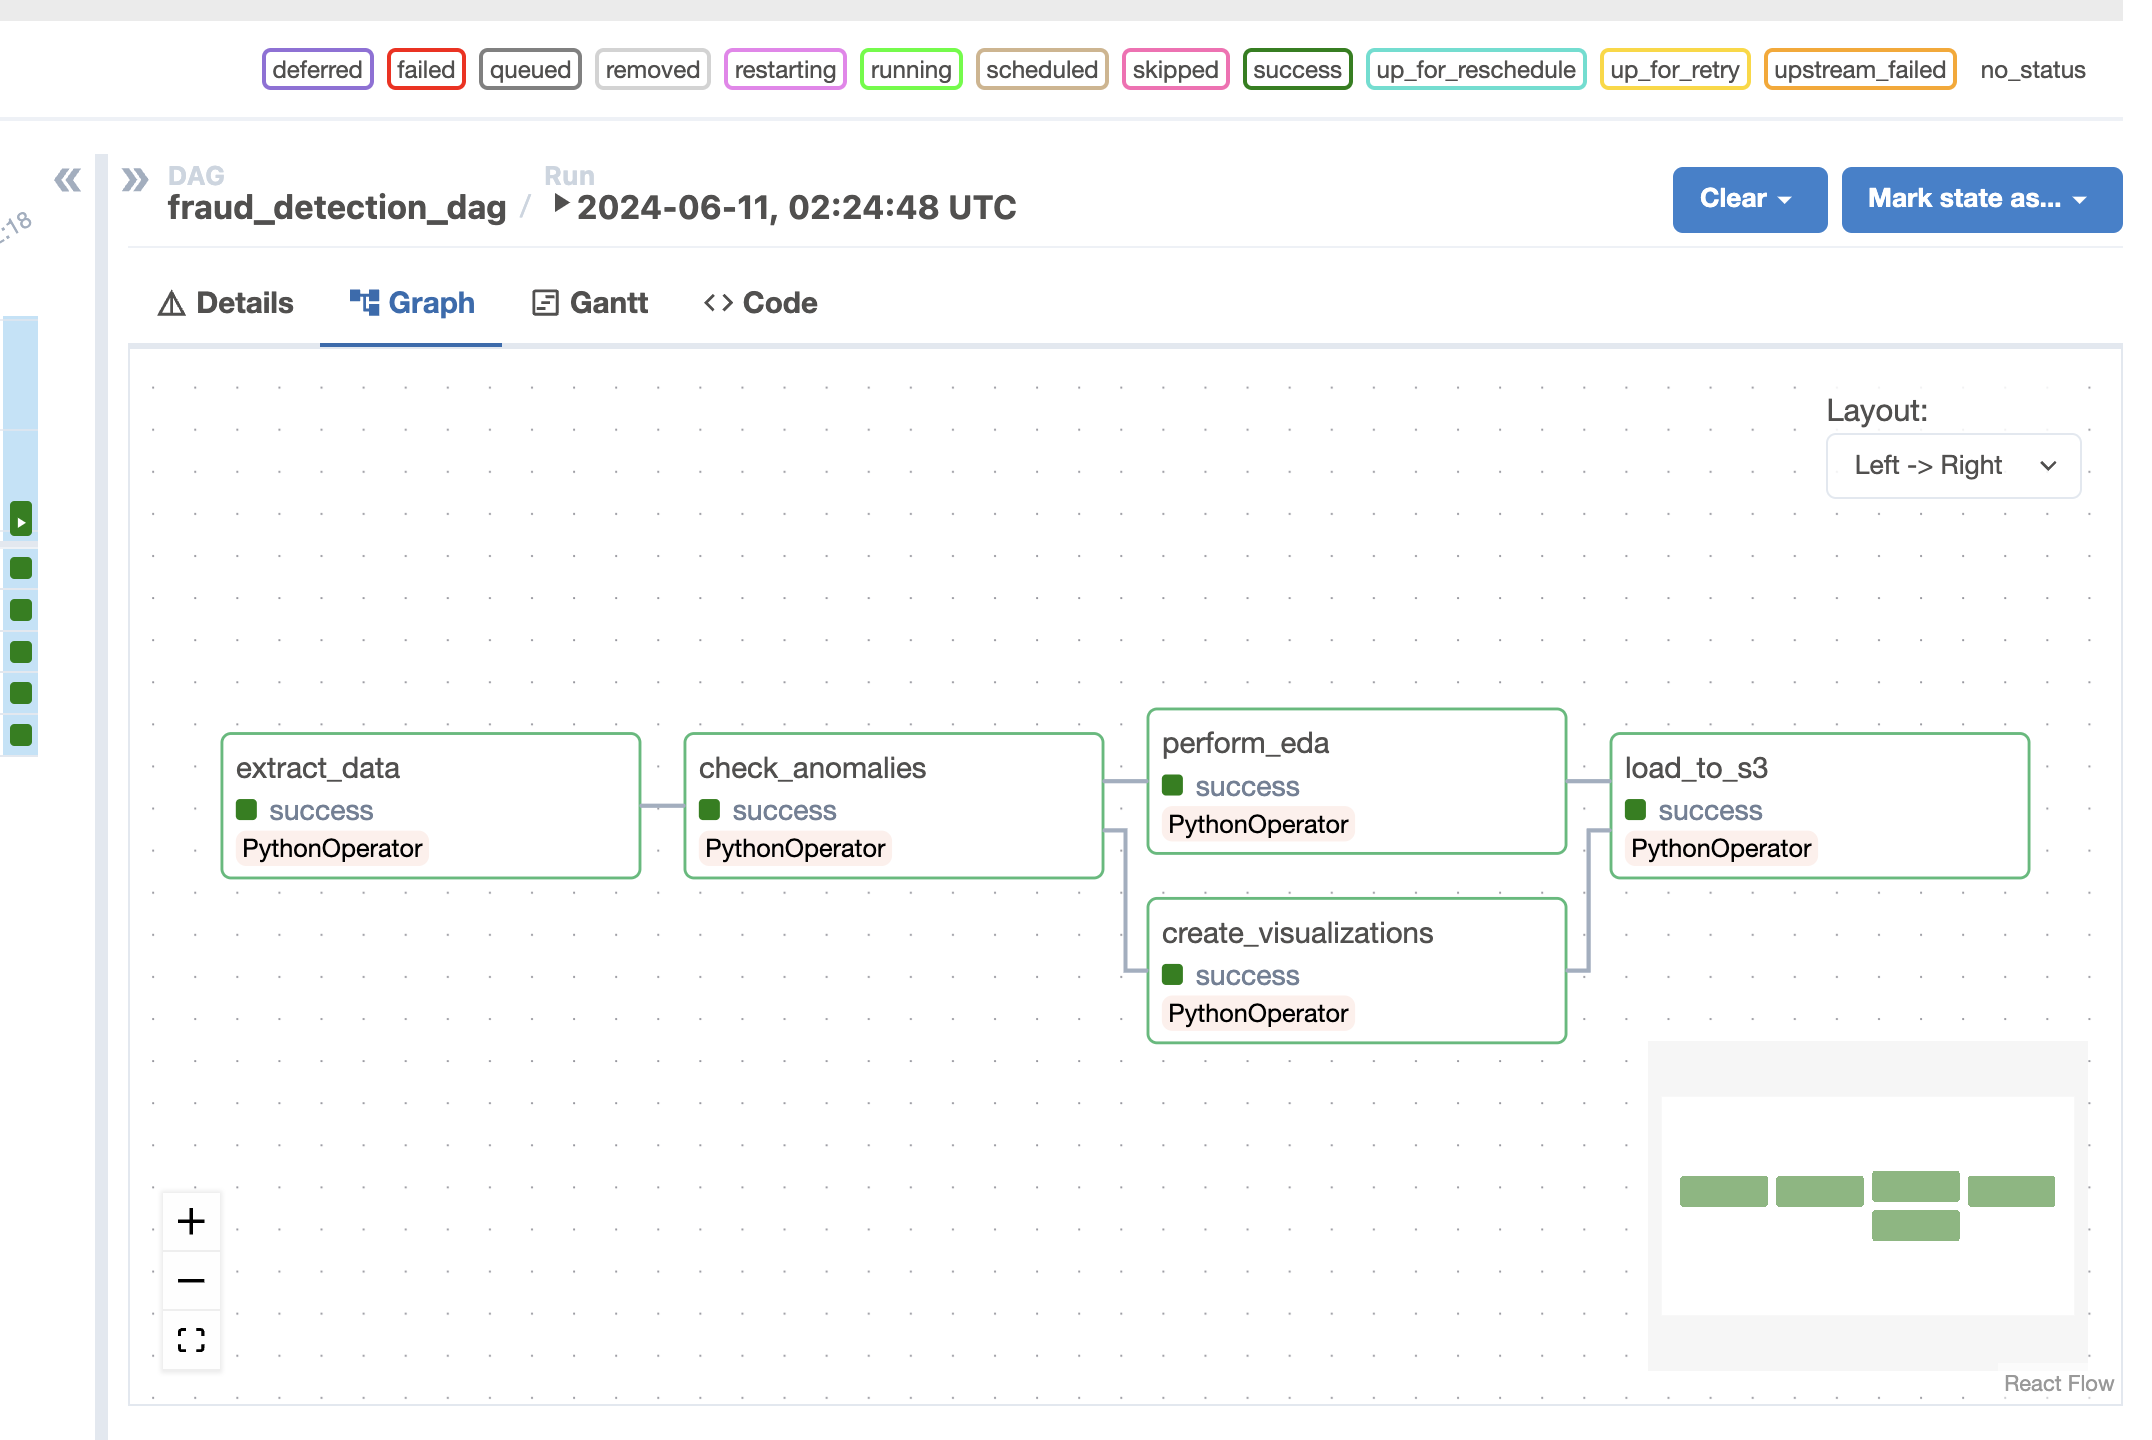 deferred failed queued removed restarting running scheduled skipped success up_for_reschedule up_for_retry upstream_failed no_status
:18
DAG
fraud_detection_dag /
Run
2024-06-11, 02:24:48 UTC
Clear
Mark state as...
Details Graph Gantt Code
Layout:
Left -> Right
extract_data
success
PythonOperator
check_anomalies
success
PythonOperator
perform_eda
success
PythonOperator
create_visualizations
success
PythonOperator
load_to_s3
success
PythonOperator
React Flow